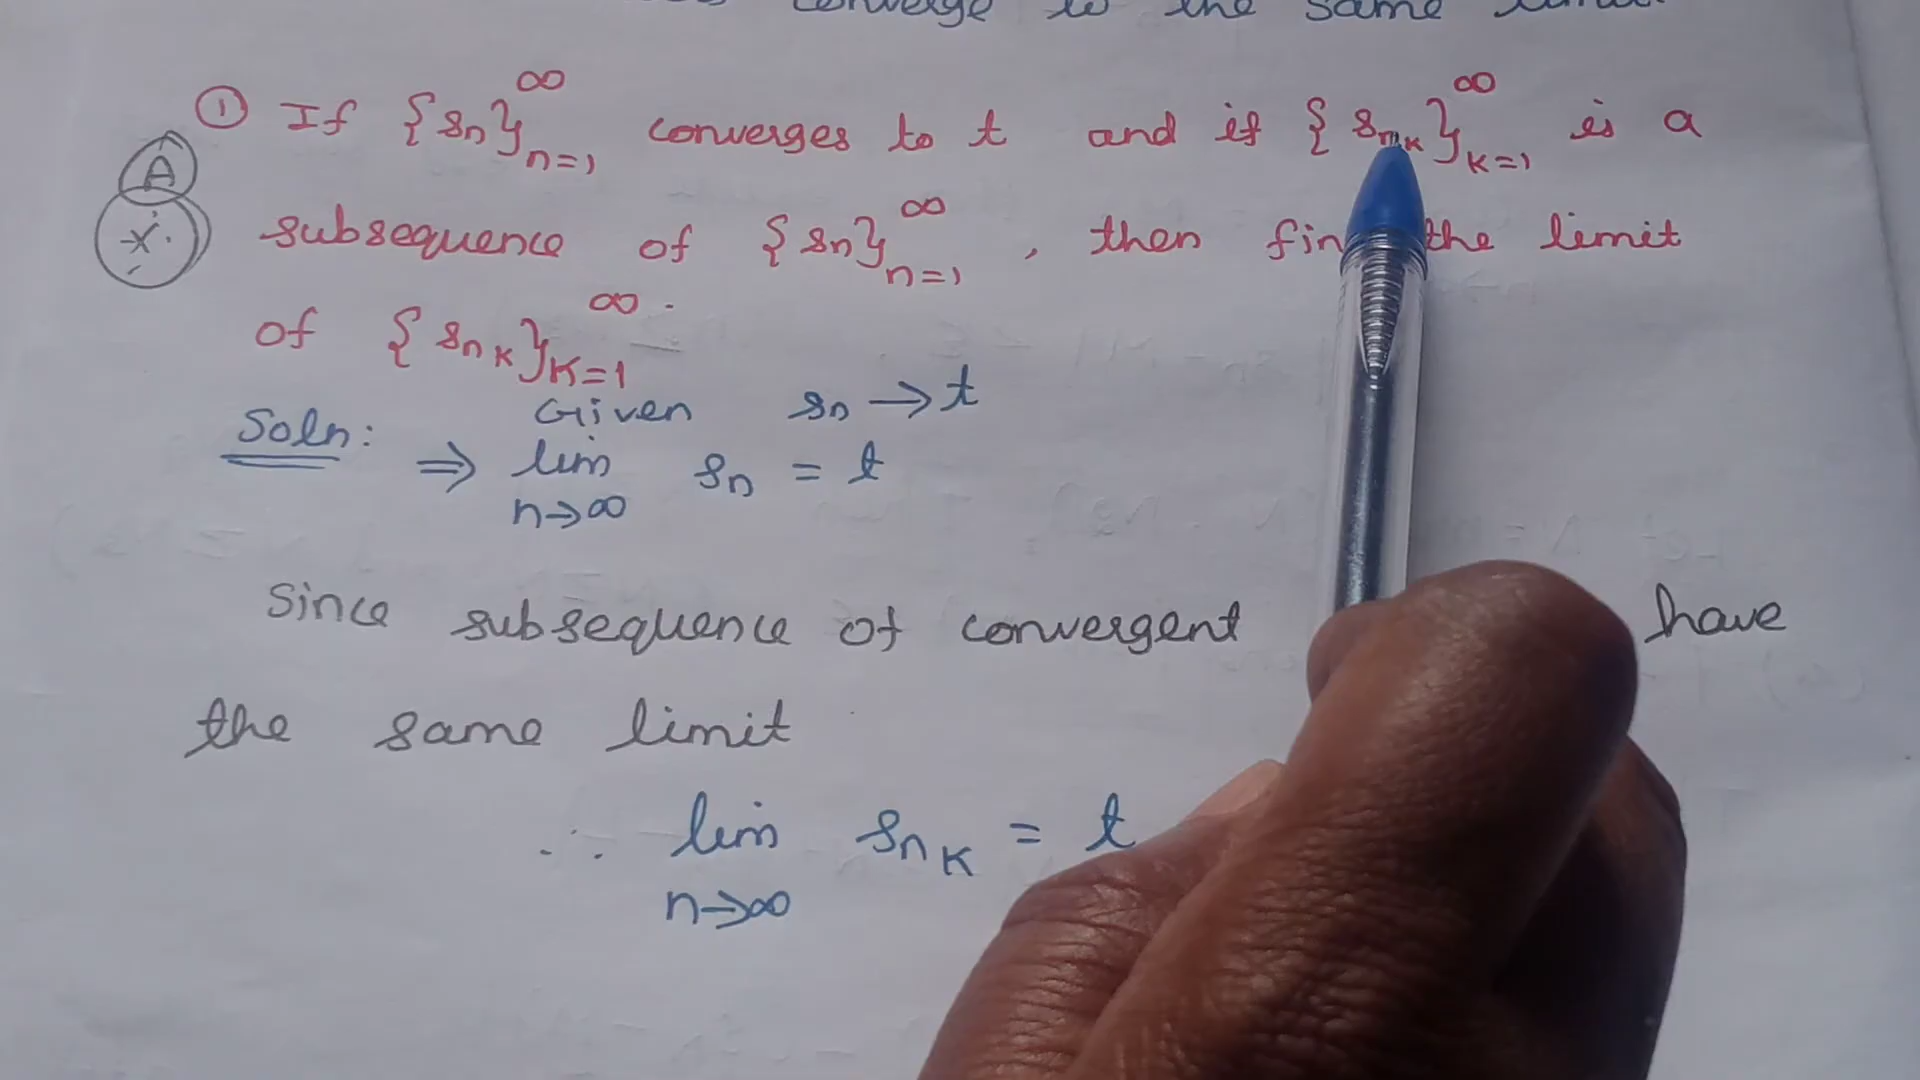 converge to the same
① If {sn}∞n=1 converges to t and if {snk}∞k=1 is a
A
subsequence of {sn}∞n=1, then find the limit
of {snk}∞K=1.
Soln: Given sn → t
⇒ lim n→∞ sn = t
Since subsequence of convergent have
the same limit
∴ lim n→∞ snK = t